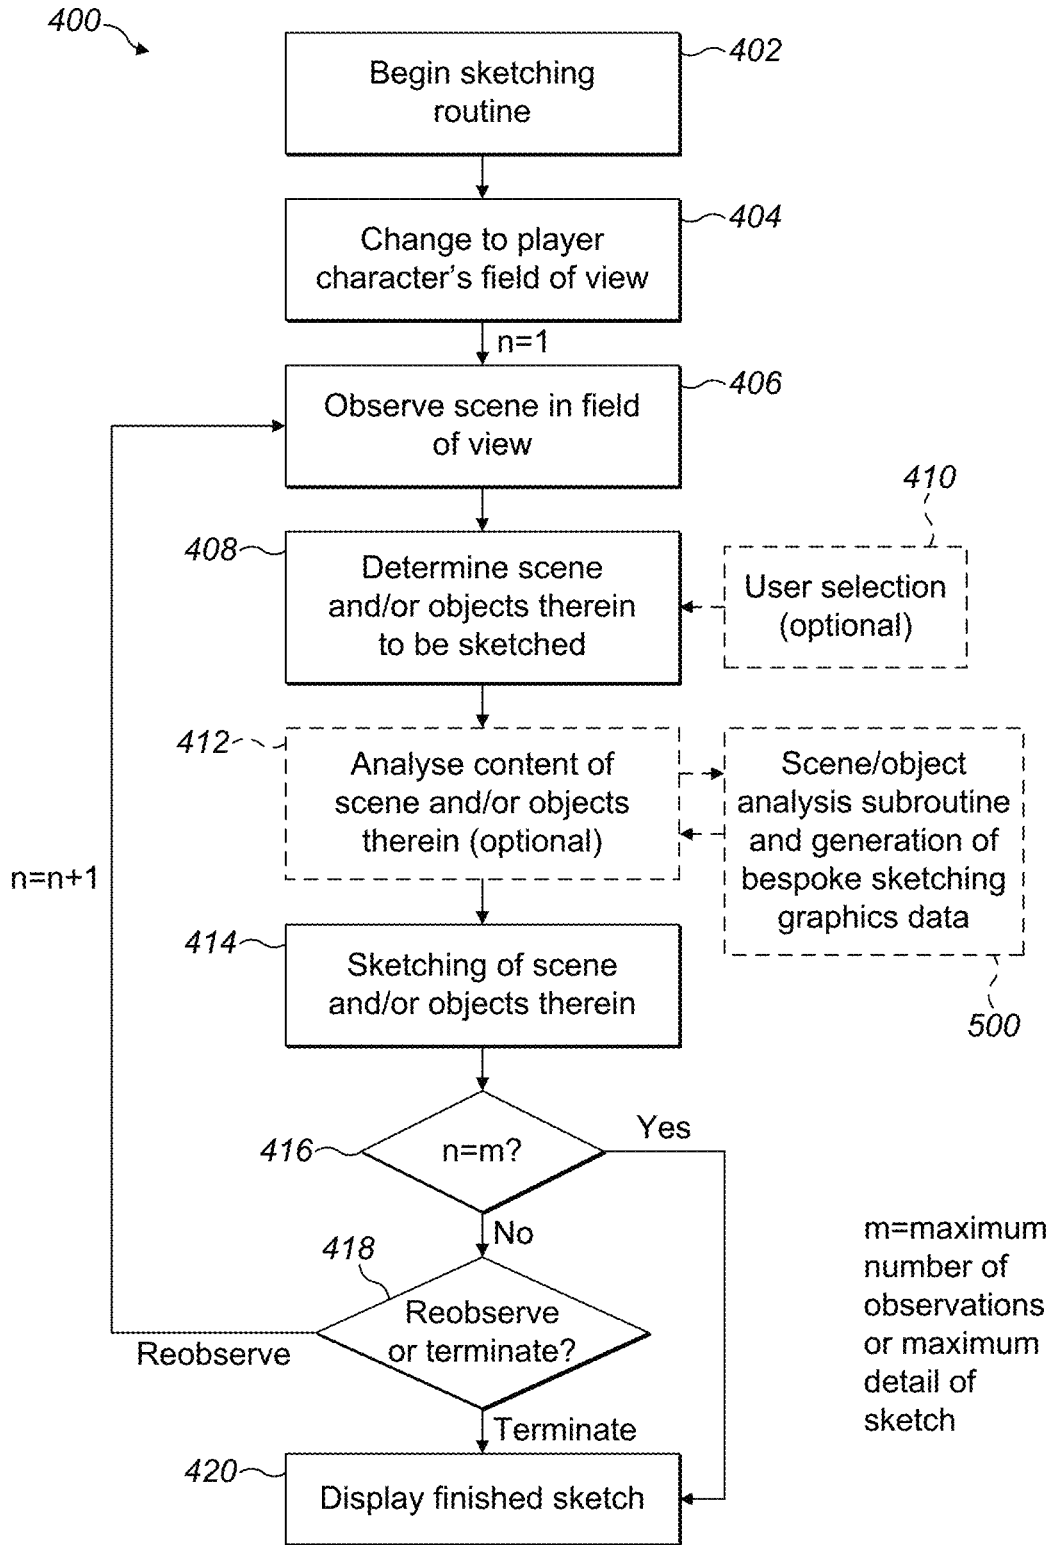 400
402
Begin sketching
routine
404
Change to player
character's field of view
n=1
406
Observe scene in field
of view
410
408
Determine scene
and/or objects therein
to be sketched
User selection
(optional)
412
Analyse content of
scene and/or objects
therein (optional)
Scene/object
analysis subroutine
and generation of
bespoke sketching
graphics data
n=n+1
414
Sketching of scene
and/or objects therein
500
416
n=m?
Yes
No
418
Reobserve
or terminate?
Reobserve
m=maximum
number of
observations
or maximum
detail of
sketch
Terminate
420
Display finished sketch